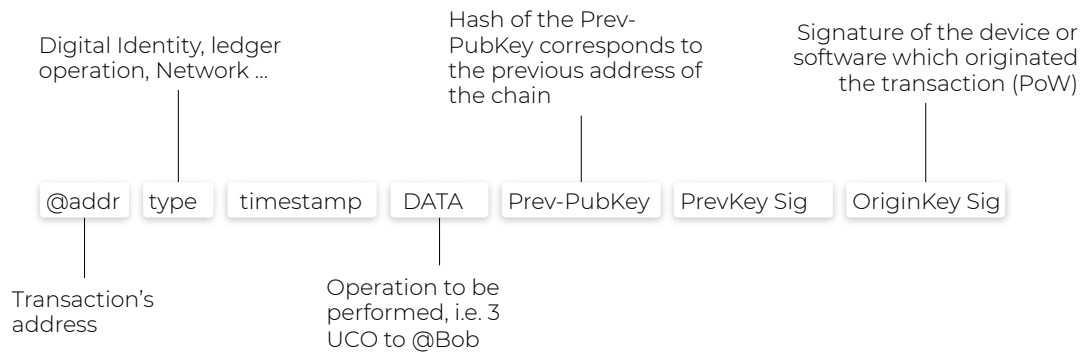 Hash of the Prev-
PubKey corresponds to
the previous address of
the chain
Digital Identity, ledger
operation, Network ...
Signature of the device or
software which originated
the transaction (PoW)
@addr type timestamp DATA Prev-PubKey PrevKey Sig OriginKey Sig
Transaction's
address
Operation to be
performed, i.e. 3
UCO to @Bob